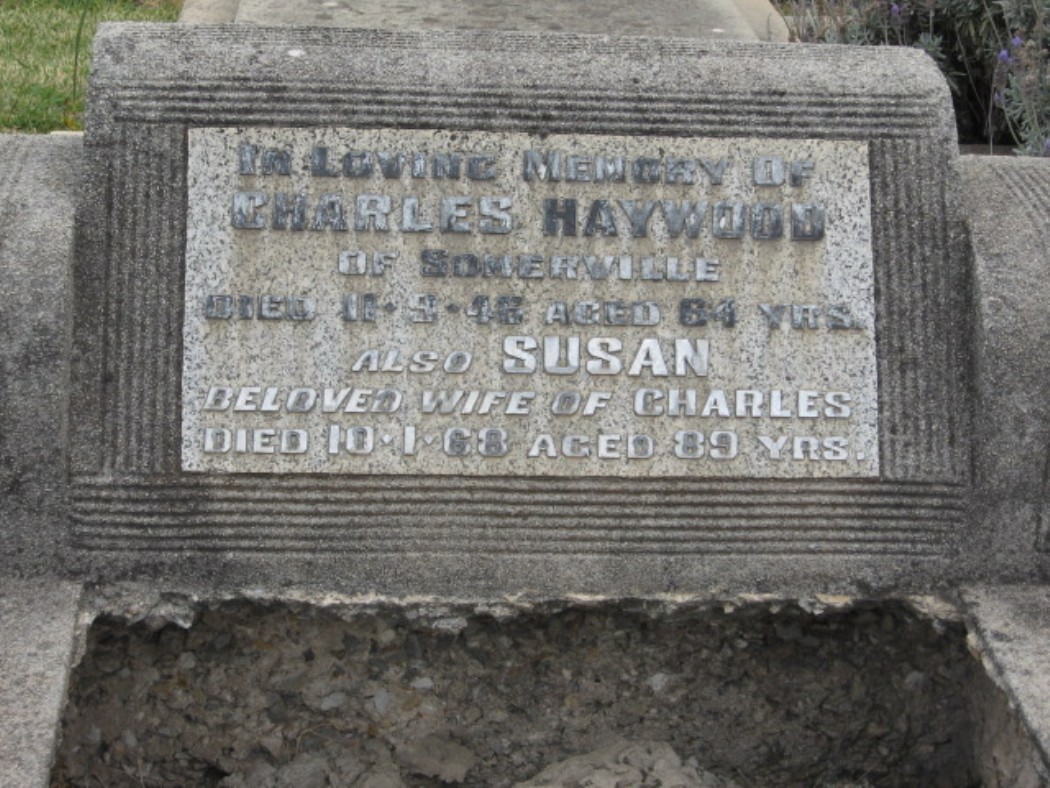 In Loving Memory Of
CHARLES HAYWOOD
OF SOMERVILLE
DIED 11·9·46 AGED 64 YRS.
ALSO SUSAN
BELOVED WIFE OF CHARLES
DIED 10·1·68 AGED 89 YRS.